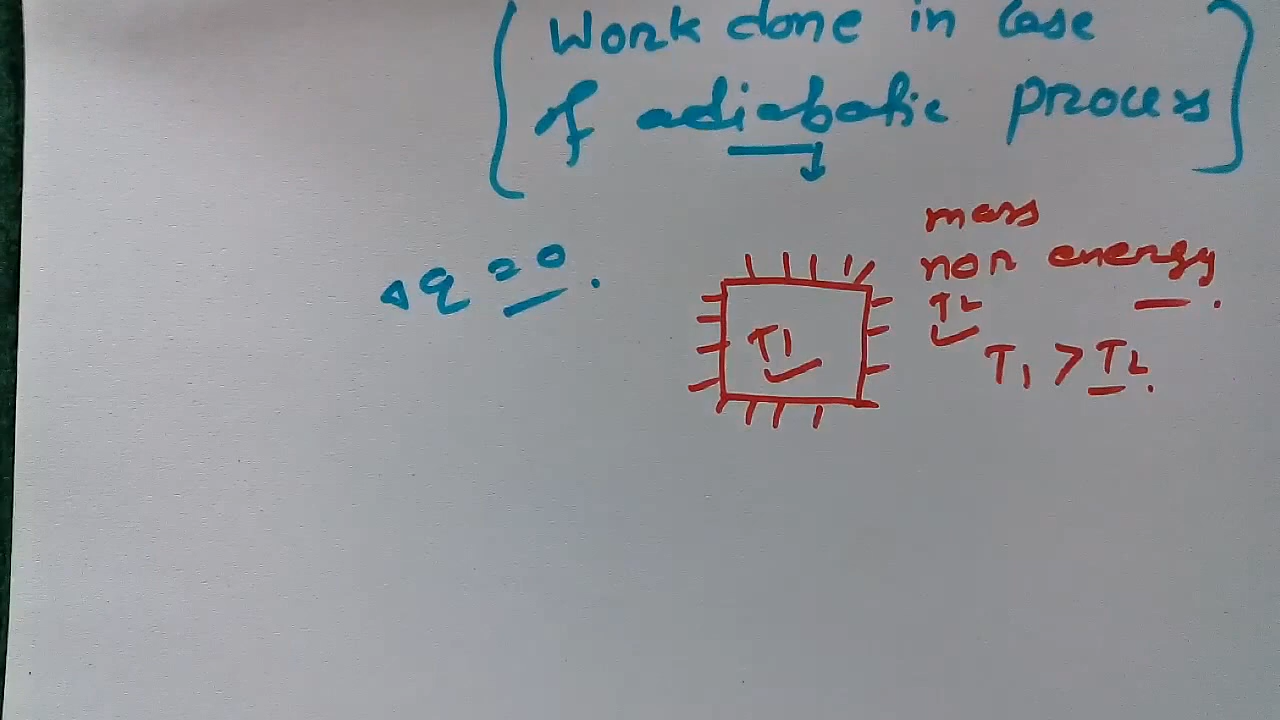 (Work done in Case
of adiabatic process)
Δq = 0.
mass
non energy.
T2
T1
T1 > T2.